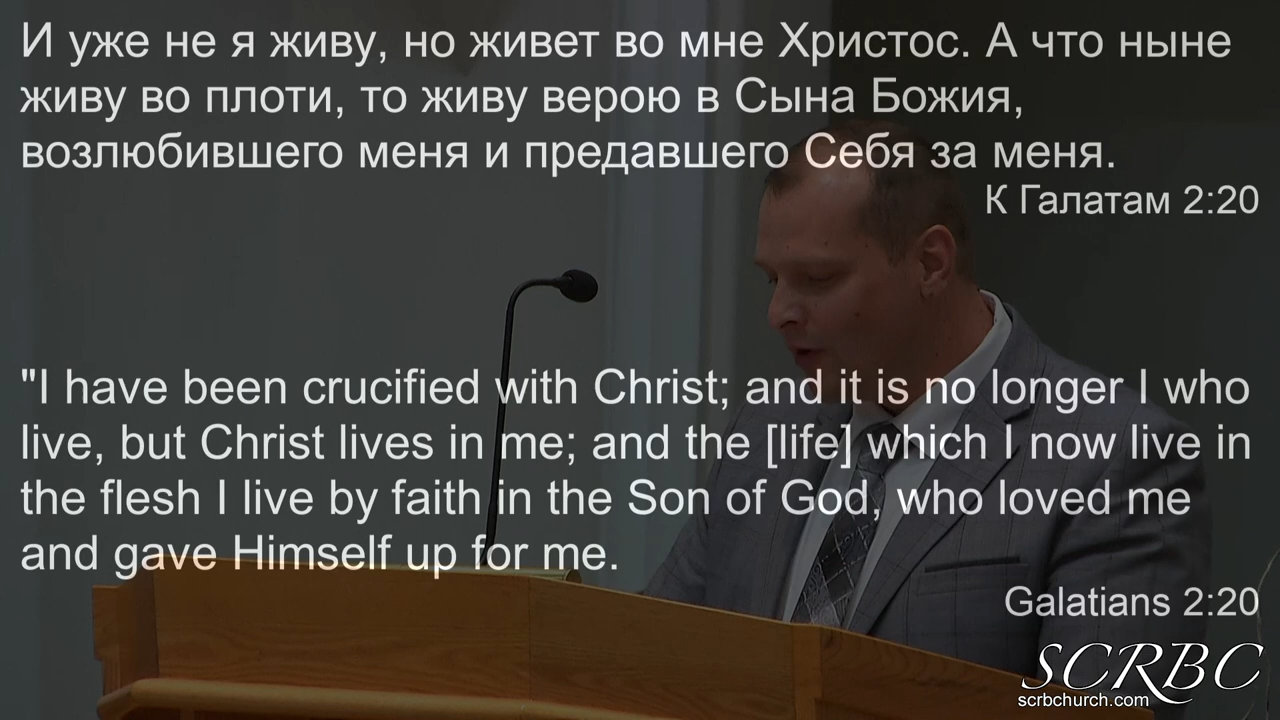 И уже не я живу, но живет во мне Христос. А что ныне
живу во плоти, то живу верою в Сына Божия,
возлюбившего меня и предавшего Себя за меня.
К Галатам 2:20
"I have been crucified with Christ; and it is no longer I who
live, but Christ lives in me; and the [life] which I now live in
the flesh I live by faith in the Son of God, who loved me
and gave Himself up for me.
Galatians 2:20
SCRBC
scrbchurch.com